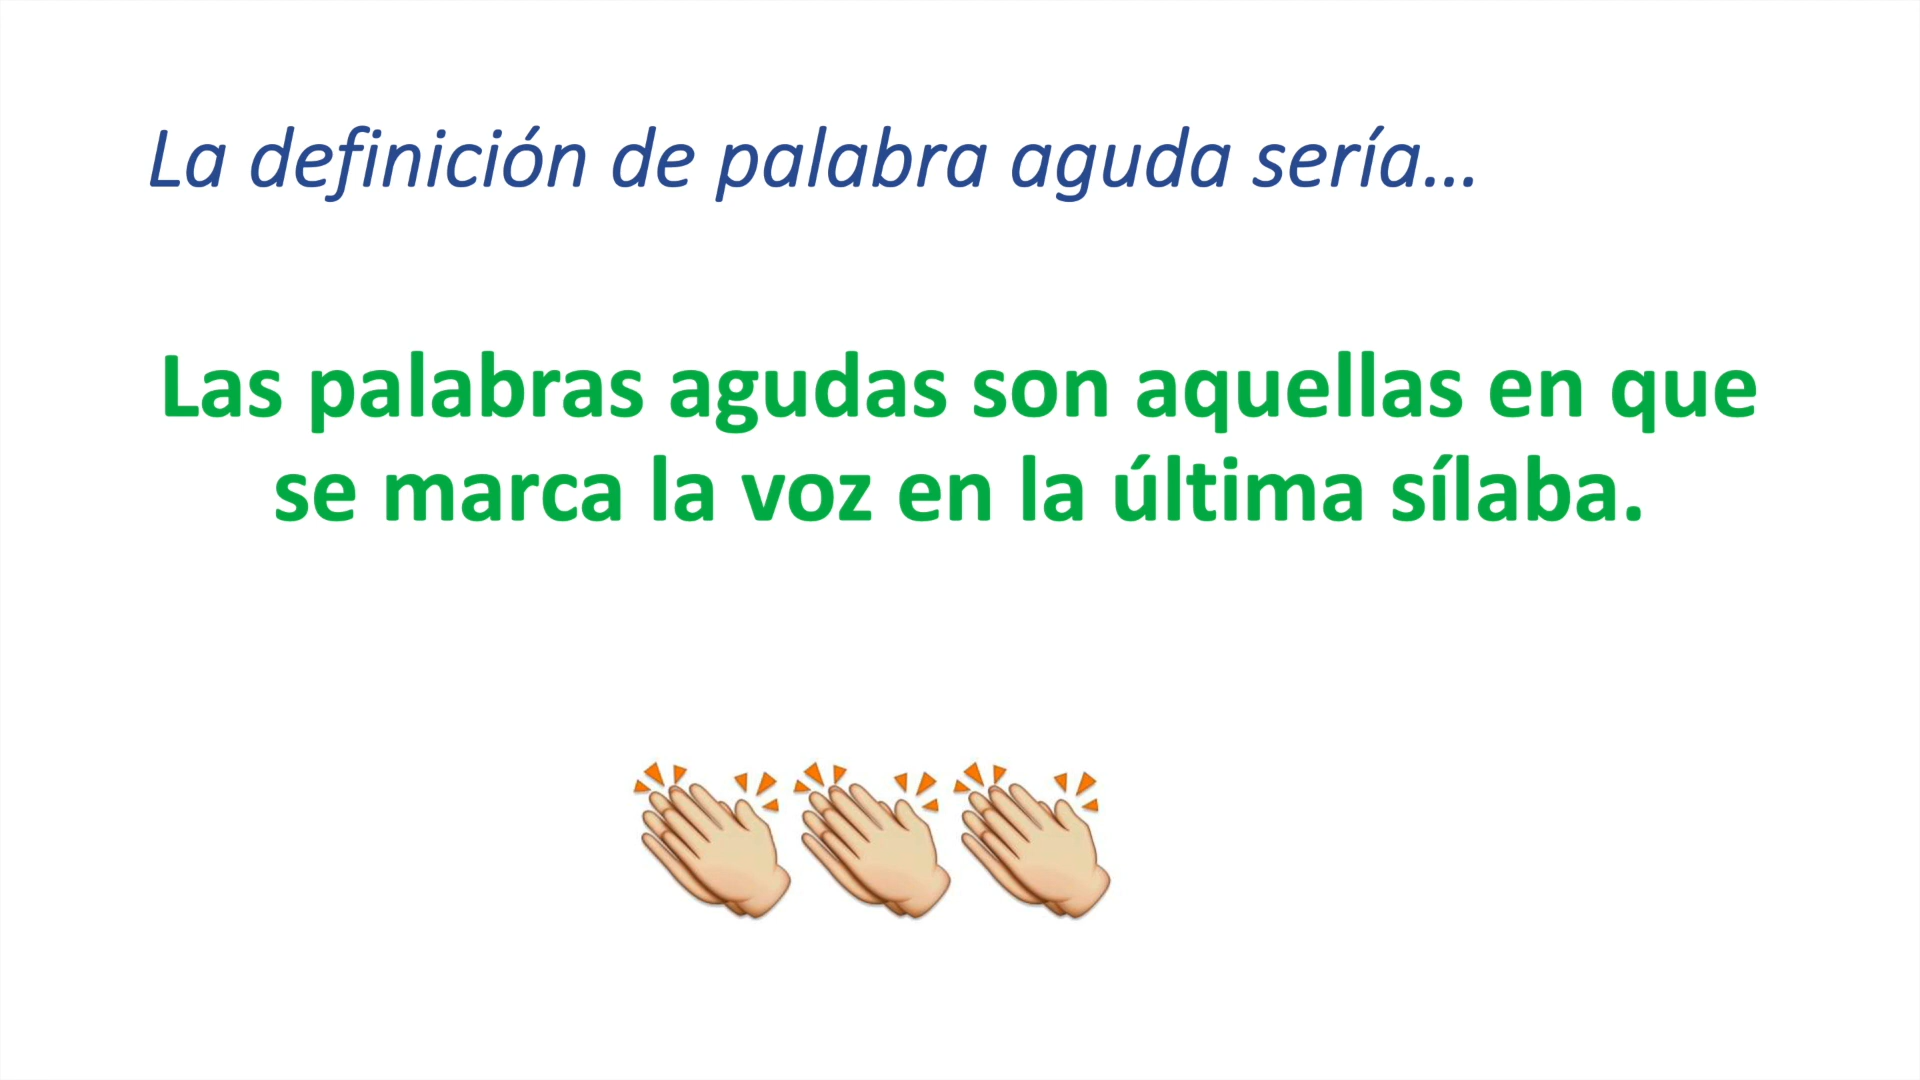 La definición de palabra aguda sería...
Las palabras agudas son aquellas en que
se marca la voz en la última sílaba.